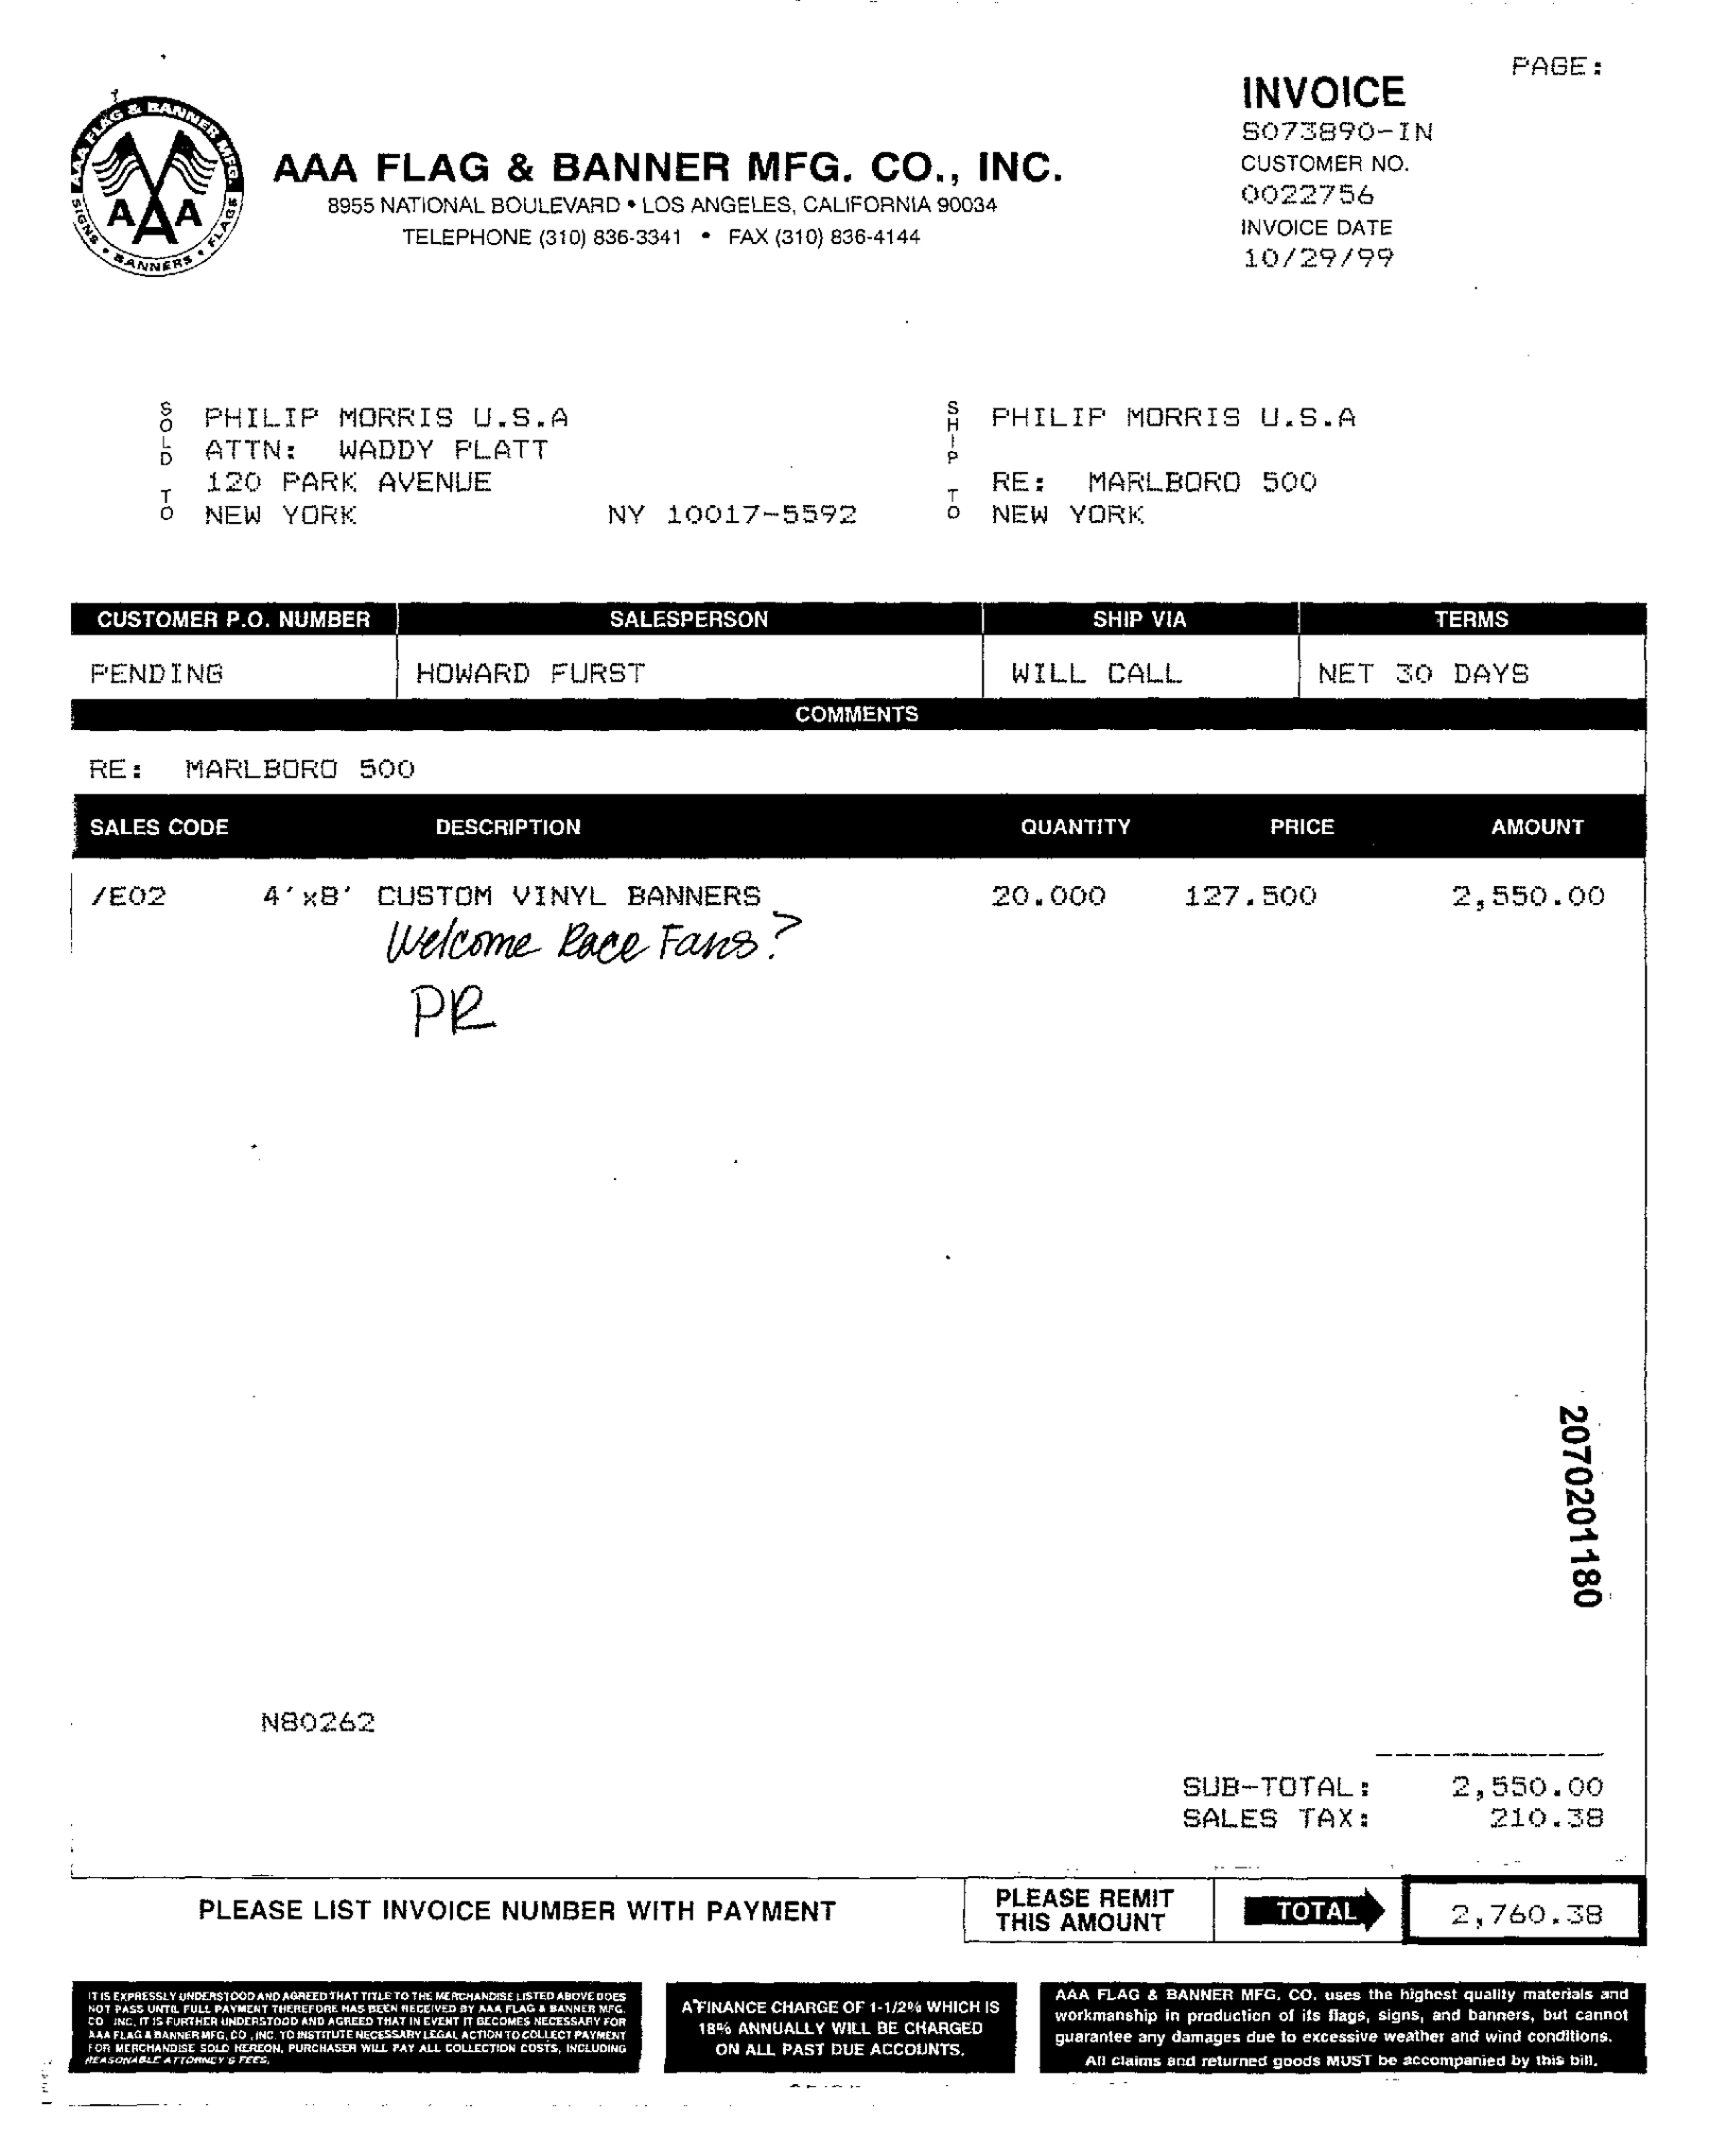 PAGE:
INVOICE
S073890-IN
CUSTOMER NO.
0022756
INVOICE DATE
10/29/99
AAA FLAG & BANNER MFG.
AAA
SIGNS • BANNERS • FLAGS
AAA FLAG & BANNER MFG. CO., INC.
8955 NATIONAL BOULEVARD • LOS ANGELES, CALIFORNIA 90034
TELEPHONE (310) 836-3341 • FAX (310) 836-4144
SOLD TO
PHILIP MORRIS U.S.A
ATTN: WADDY PLATT
120 PARK AVENUE
NEW YORK NY 10017-5592
SHIP TO
PHILIP MORRIS U.S.A
RE: MARLBORO 500
NEW YORK
CUSTOMER P.O. NUMBER SALESPERSON SHIP VIA TERMS
PENDING HOWARD FURST WILL CALL NET 30 DAYS
COMMENTS
RE: MARLBORO 500
SALES CODE DESCRIPTION QUANTITY PRICE AMOUNT
/E02 4'x8' CUSTOM VINYL BANNERS 20.000 127.500 2,550.00
Welcome Race Fans?
PR
2070201180
N80262
SUB-TOTAL: 2,550.00
SALES TAX: 210.38
PLEASE LIST INVOICE NUMBER WITH PAYMENT
PLEASE REMIT
THIS AMOUNT
TOTAL
2,760.38
IT IS EXPRESSLY UNDERSTOOD AND AGREED THAT TITLE TO THE MERCHANDISE LISTED ABOVE DOES
NOT PASS UNTIL FULL PAYMENT THEREFORE HAS BEEN RECEIVED BY AAA FLAG & BANNER MFG.
CO., INC. IT IS FURTHER UNDERSTOOD AND AGREED THAT IN EVENT IT BECOMES NECESSARY FOR
AAA FLAG & BANNER MFG. CO., INC. TO INSTITUTE NECESSARY LEGAL ACTION TO COLLECT PAYMENT
FOR MERCHANDISE SOLD HEREON, PURCHASER WILL PAY ALL COLLECTION COSTS, INCLUDING
REASONABLE ATTORNEY'S FEES.
A FINANCE CHARGE OF 1-1/2% WHICH IS
18% ANNUALLY WILL BE CHARGED
ON ALL PAST DUE ACCOUNTS.
AAA FLAG & BANNER MFG. CO. uses the highest quality materials and
workmanship in production of its flags, signs, and banners, but cannot
guarantee any damages due to excessive weather and wind conditions.
All claims and returned goods MUST be accompanied by this bill.